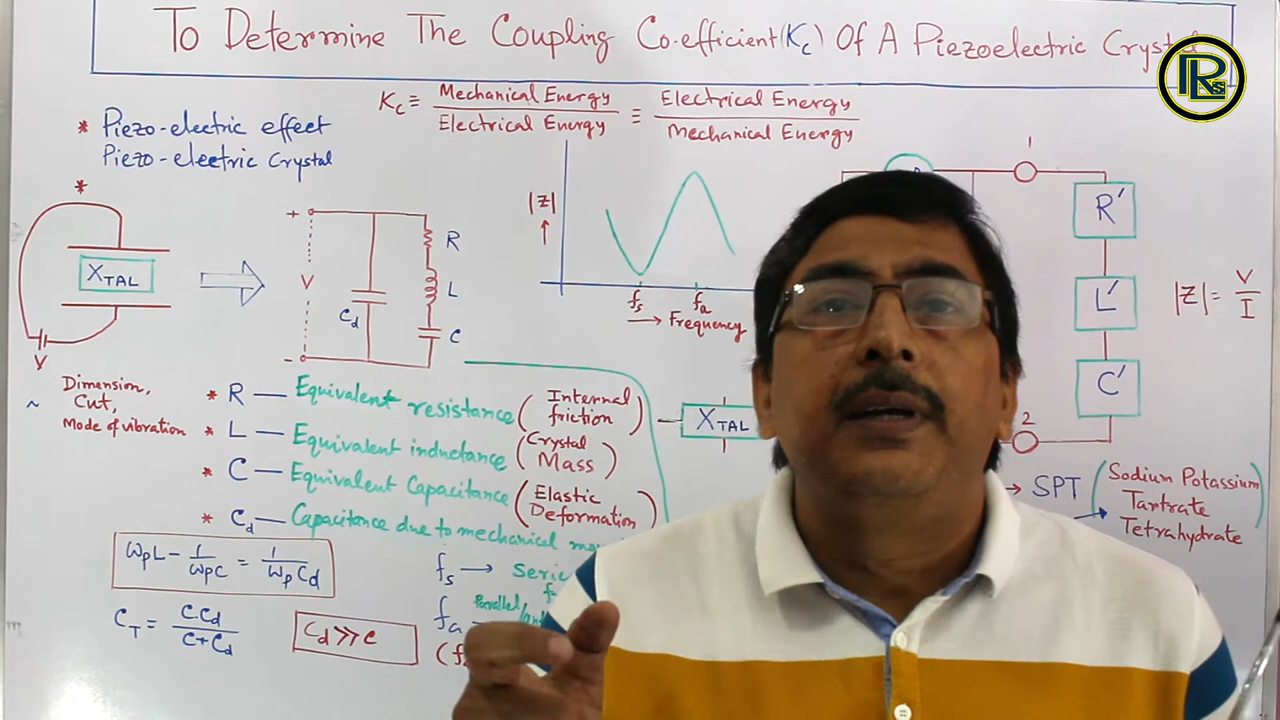 To Determine The Coupling Co-efficient (Kc) Of A Piezoelectric
RLs
Kc ≡ Mechanical Energy / Electrical Energy ≡ Electrical Energy / Mechanical Energy
* Piezo-electric effect
Piezo-electric Crystal
*
XTAL
V
+
V
-
Cd
R
L
C
|Z|
fs
fa
→ Frequency
1
R'
L'
C'
2
|Z| = V/I
Dimension,
Cut,
Mode of vibration
~
* R — Equivalent resistance (Internal friction)
* L — Equivalent inductance (Crystal Mass)
* C — Equivalent Capacitance (Elastic Deformation)
* Cd — Capacitance due to mechanical
XTAL
→ SPT (Sodium Potassium
Tartrate
Tetrahydrate)
ωpL - 1/ωpC = 1/ωpCd
CT = C.Cd / C+Cd
Cd >> C
fs →
fa Parallel/